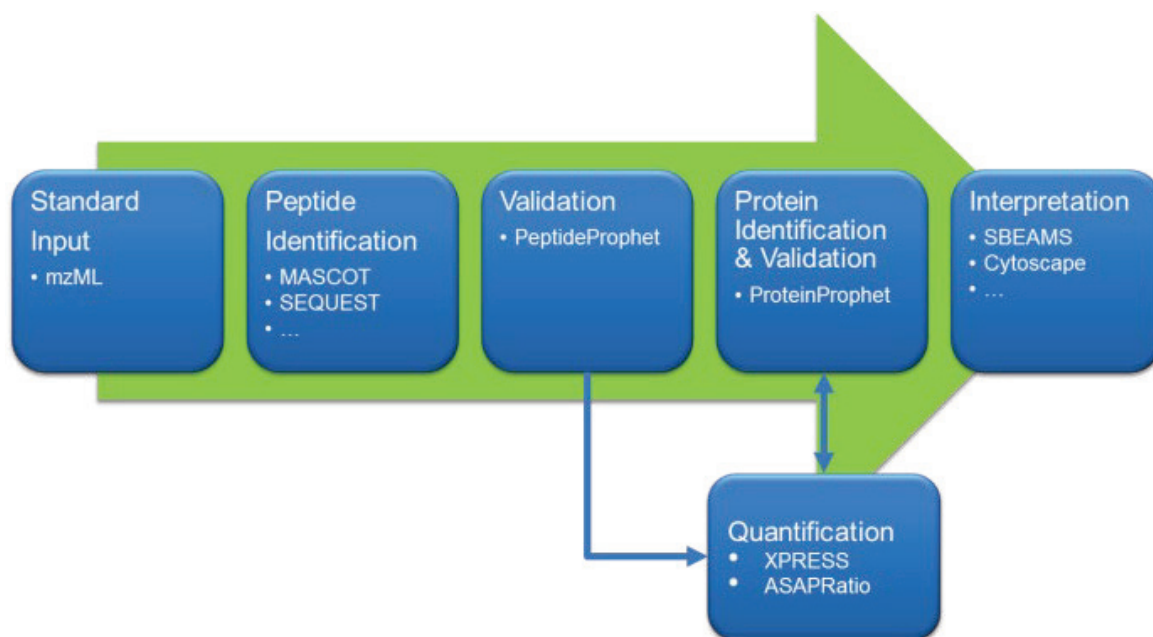 Standard
Input
• mzML
Peptide
Identification
• MASCOT
• SEQUEST
• ...
Validation
• PeptideProphet
Protein
Identification
& Validation
• ProteinProphet
Interpretation
• SBEAMS
• Cytoscape
• ...
Quantification
• XPRESS
• ASAPRatio